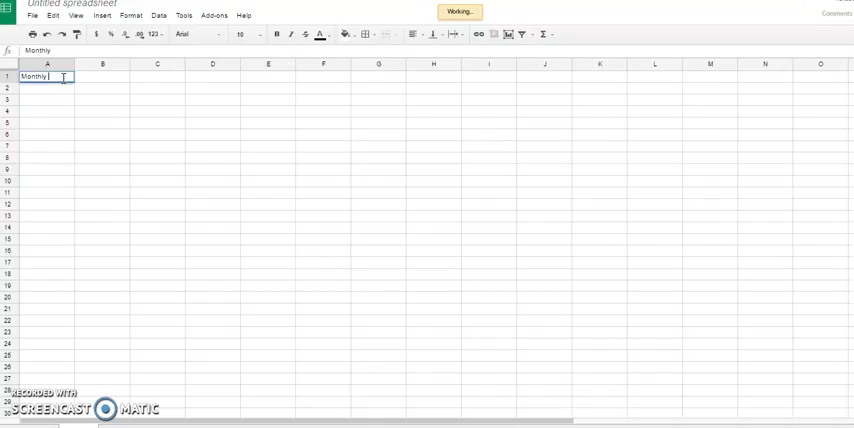 Untitled spreadsheet
File Edit View Insert Format Data Tools Add-ons Help
Working...
Comments
$ % .0 .00 123 Arial 10 B I A Σ
fx Monthly
A B C D E F G H I J K L M N O
1 Monthly
2
3
4
5
6
7
8
9
10
11
12
13
14
15
16
17
18
19
20
21
22
23
24
25
26
27
28
RECORDED WITH
29
SCREENCAST MATIC
30